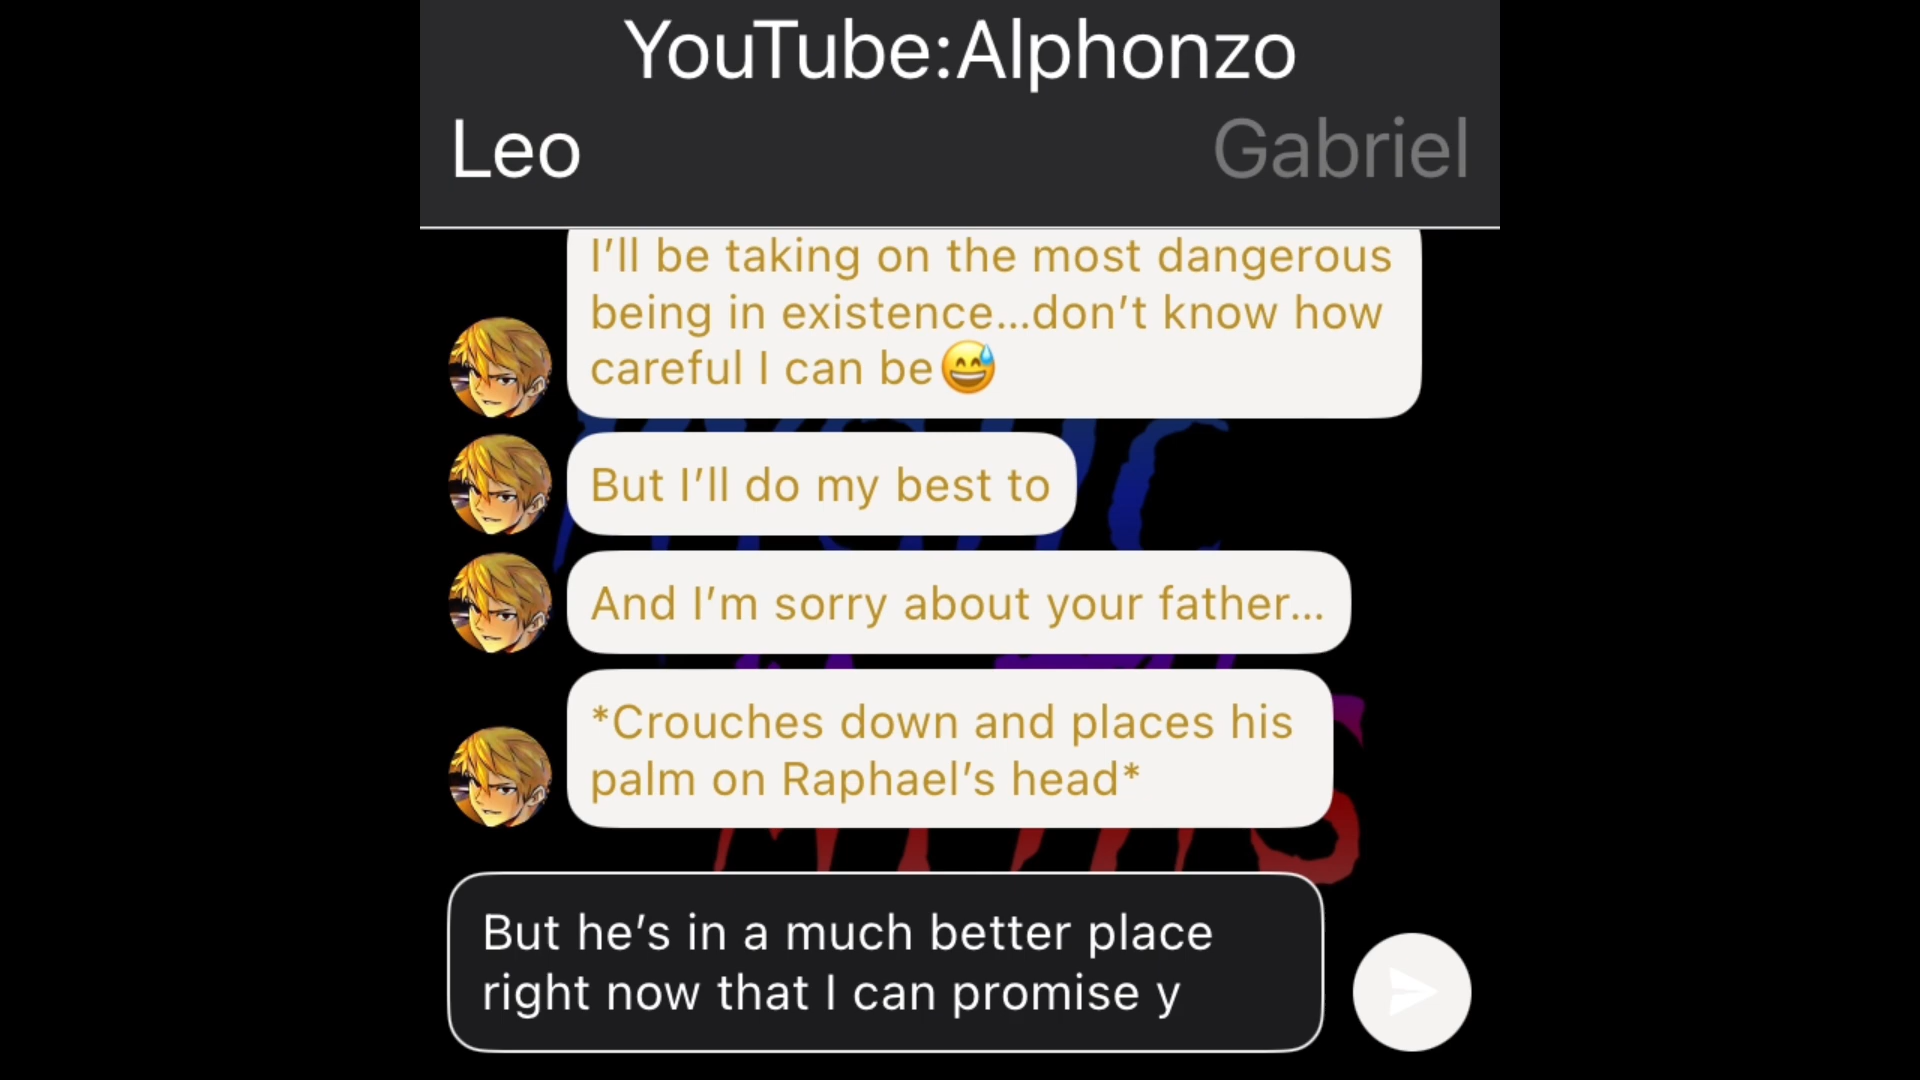 YouTube:Alphonzo
Leo
Gabriel
I’ll be taking on the most dangerous
being in existence...don’t know how
careful I can be😅
But I’ll do my best to
And I’m sorry about your father...
*Crouches down and places his
palm on Raphael’s head*
But he’s in a much better place
right now that I can promise y